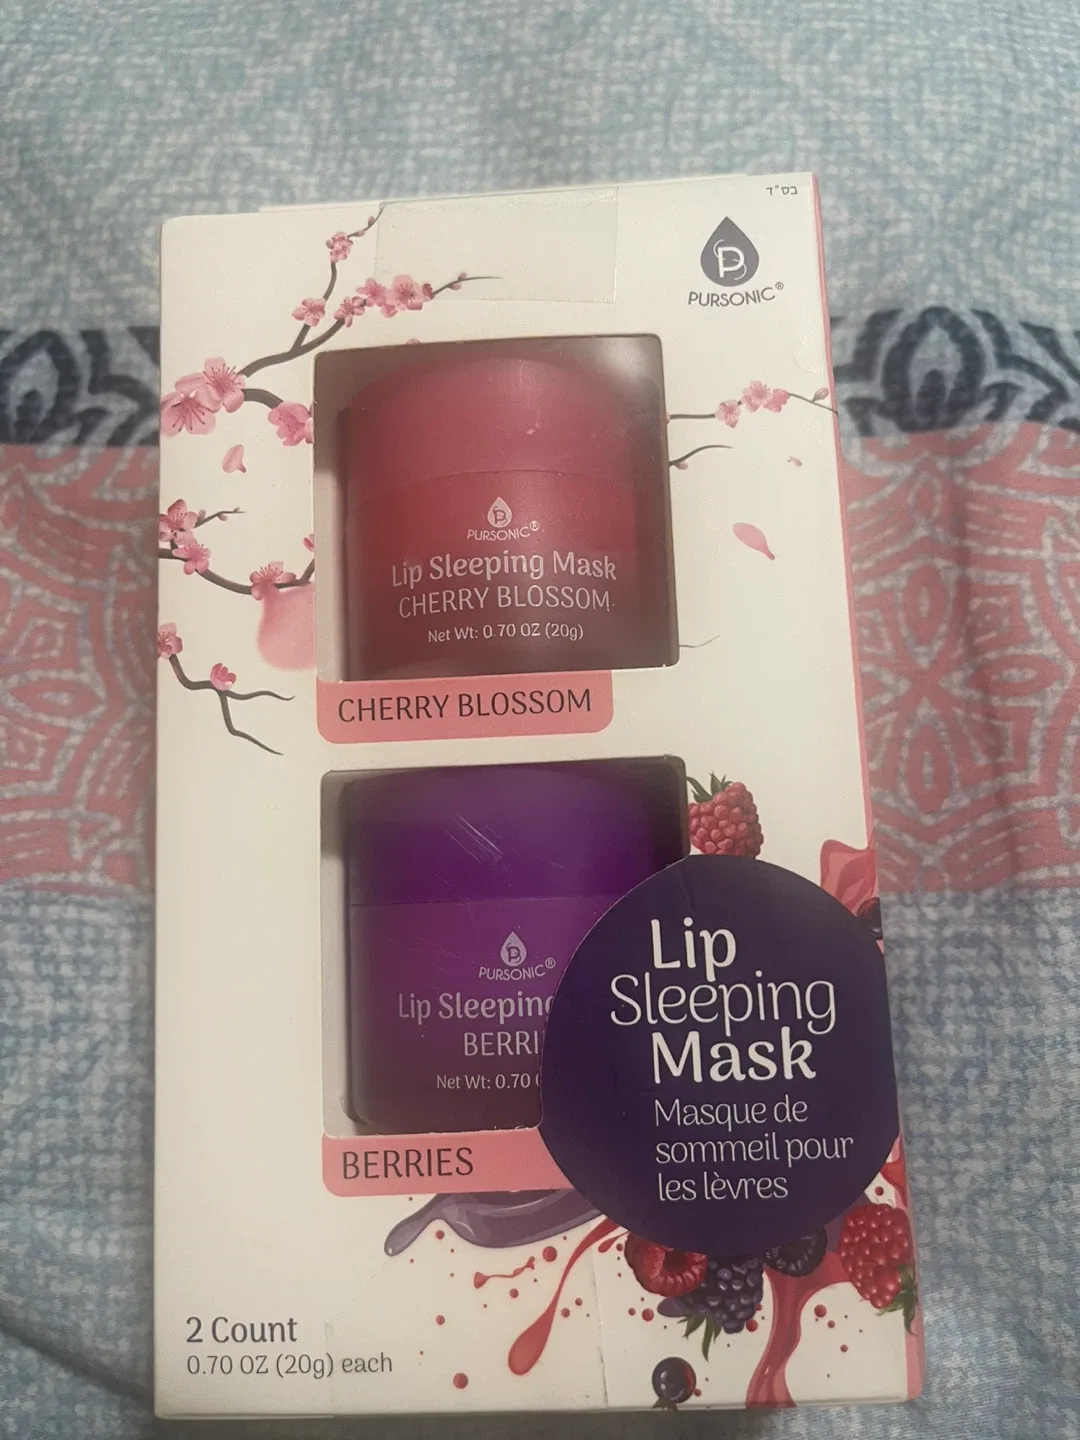 בס"ד
PURSONIC®
PURSONIC®
Lip Sleeping Mask
CHERRY BLOSSOM
Net Wt: 0.70 OZ (20g)
CHERRY BLOSSOM
PURSONIC®
Lip Sleeping
BERRI
Net Wt: 0.70
BERRIES
Lip
Sleeping
Mask
Masque de
sommeil pour
les lèvres
2 Count
0.70 OZ (20g) each